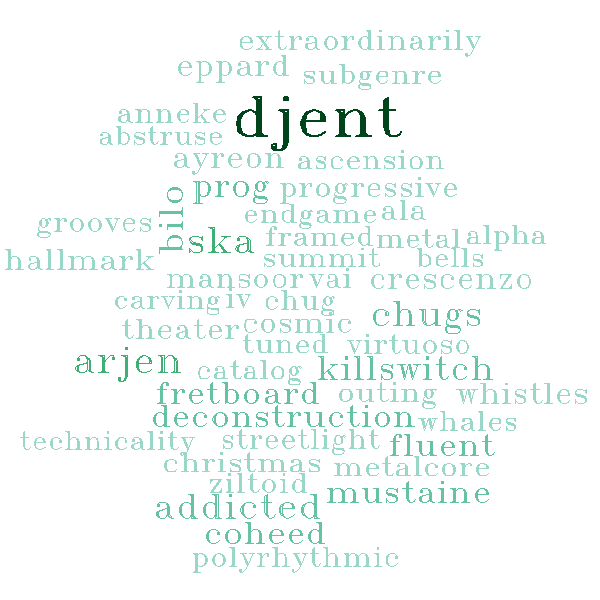 extraordinarily
eppard
subgenre
anneke
djent
abstruse
ayreon
ascension
prog
progressive
bilo
grooves
endgame
ala
ska
framed
metal
alpha
hallmark
summit
bells
mansoor
vai
crescenzo
carving
iv
chug
theater
cosmic
chugs
tuned
virtuoso
arjen
catalog
killswitch
fretboard
outing
whistles
deconstruction
whales
technicality
streetlight
fluent
christmas
metalcore
ziltoid
mustaine
addicted
coheed
polyrhythmic